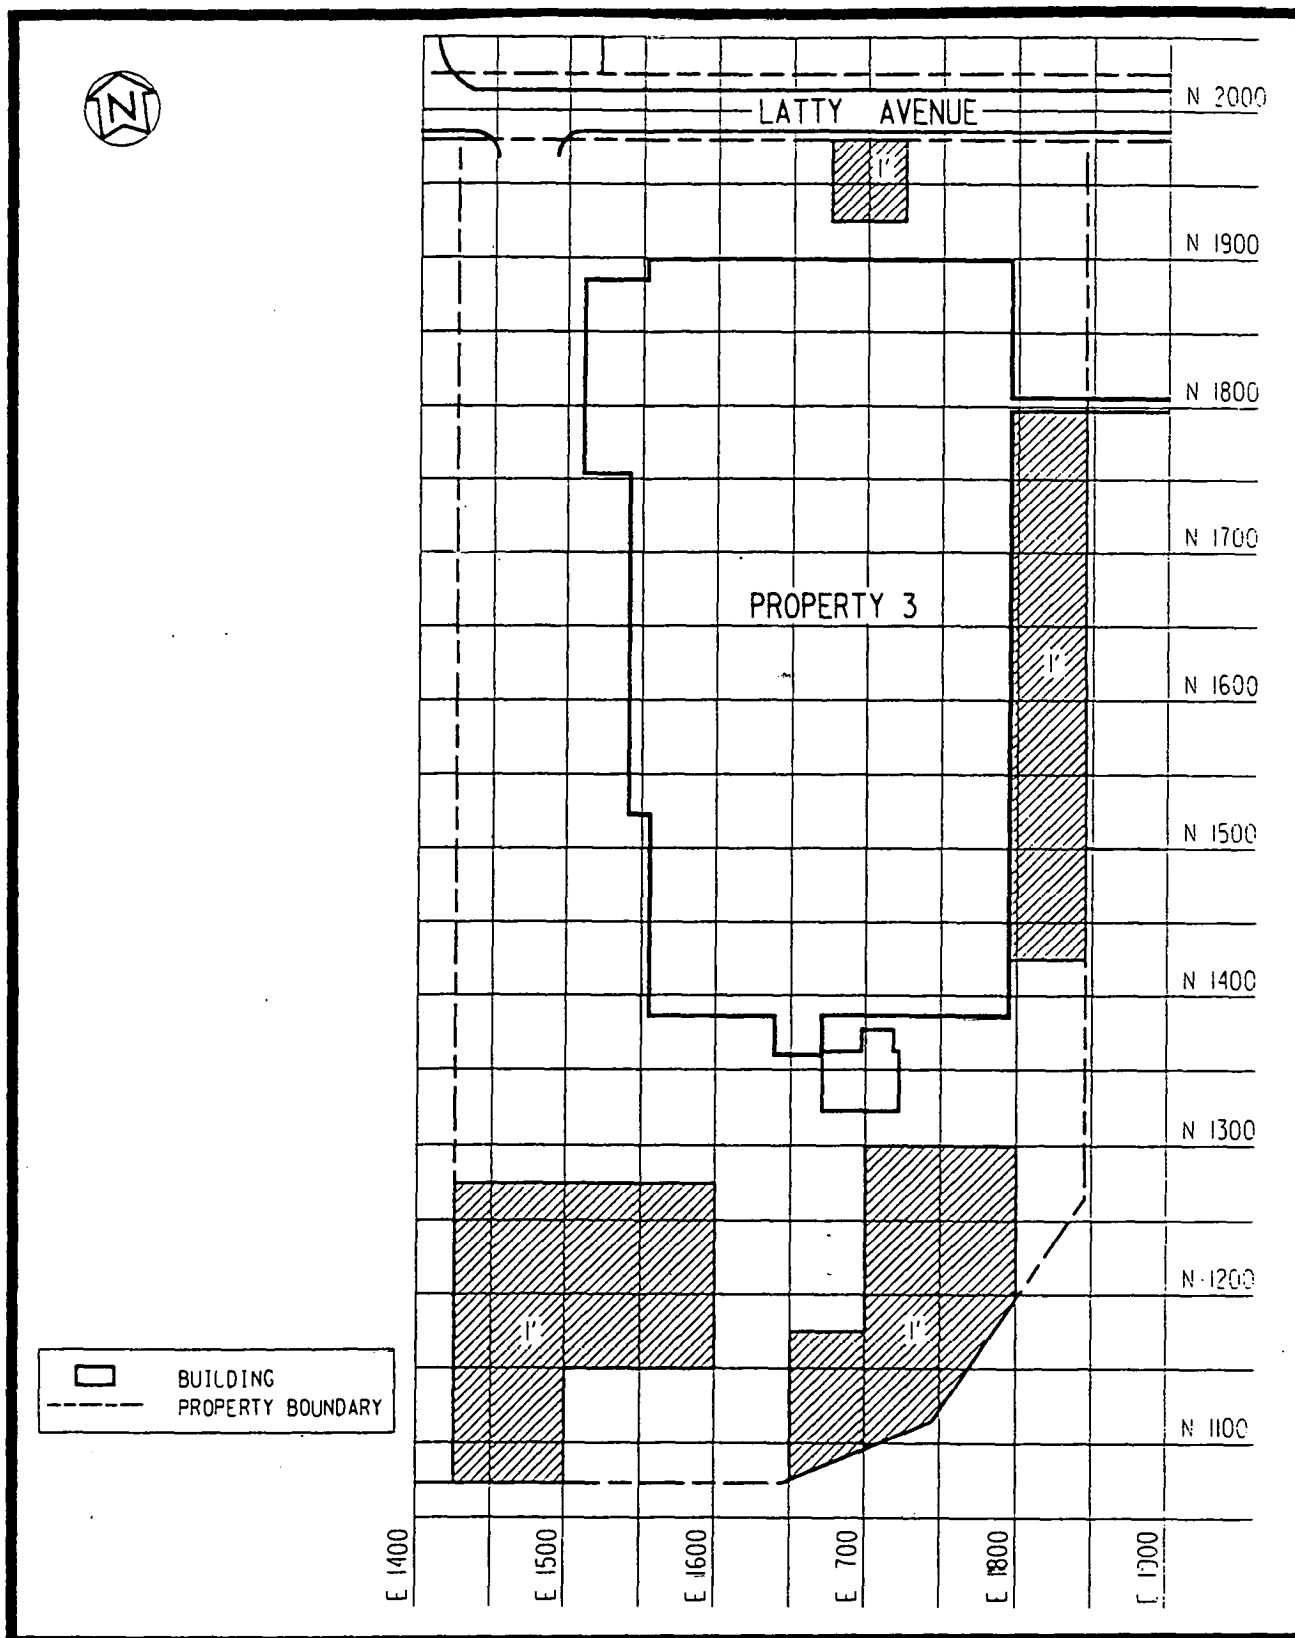 N
N 2000
LATTY AVENUE
1'
N 1900
N 1800
N 1700
PROPERTY 3
1'
N 1600
N 1500
N 1400
N 1300
N 1200
1'
1'
BUILDING
PROPERTY BOUNDARY
N 1100
E 1400
E 1500
E 1600
E 700
E 1800